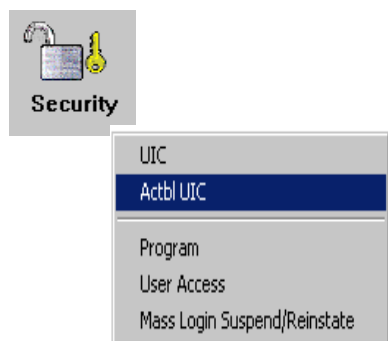 Security
UIC
Actbl UIC
Program
User Access
Mass Login Suspend/Reinstate